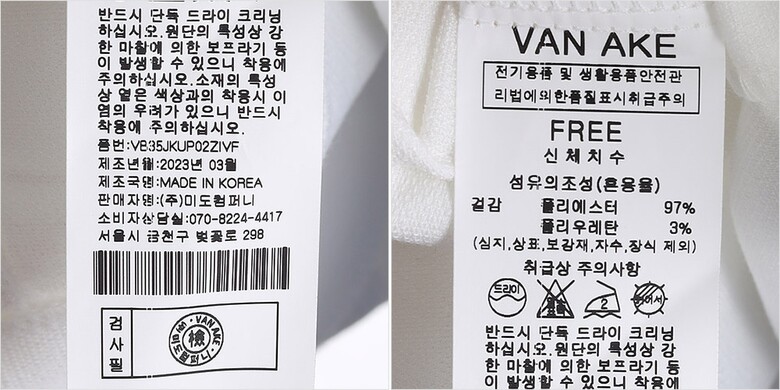 반드시 단독 드라이 크리닝
하십시오.원단의 특성상 강
한 마찰에 의한 보프라기 등
이 발생할 수 있으니 착용에
주의하십시오.소재의 특성
상 옅은 색상과의 착용시 이
염의 우려가 있으니 반드시
착용에 주의하십시오.
품번:VB35JKUP02ZIVF
제조년월:2023년 03월
제조국명:MADE IN KOREA
판매자명:(주)미도컴퍼니
소비자상담실:070-8224-4417
서울시 금천구 벚꽃로 298
검사필
VAN AKE
檢
미도컴퍼니
VAN AKE
전기용품 및 생활용품안전관
리법에의한품질표시취급주의
FREE
신체치수
섬유의조성(혼용율)
겉감 폴리에스터 97%
폴리우레탄 3%
(심지,상표,보강재,자수,장식 제외)
취급상 주의사항
드라이
2
반드시 단독 드라이 크리닝
하십시오.원단의 특성상 강
한 마찰에 의한 보프라기 등
이 발생할 수 있으니 착용에